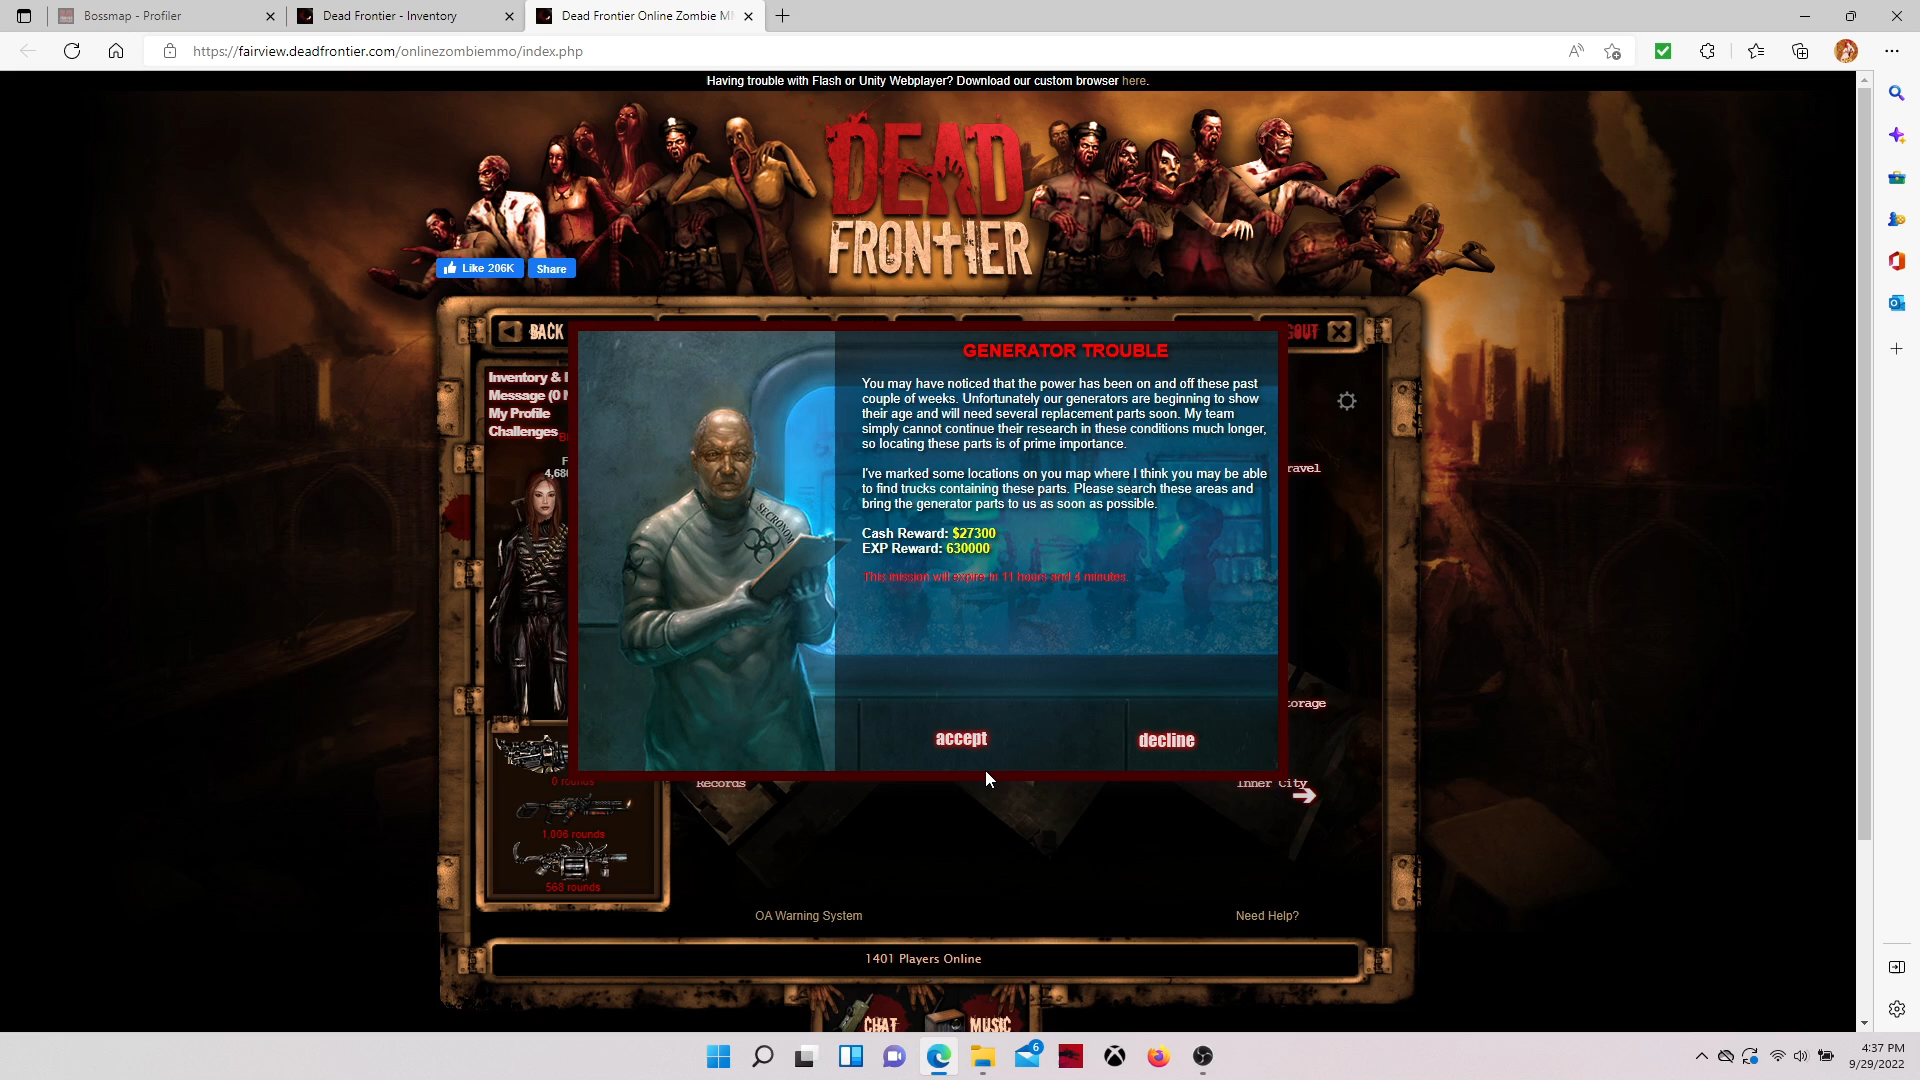 Bossmap - Profiler
Dead Frontier - Inventory
Dead Frontier Online Zombie M
https://fairview.deadfrontier.com/onlinezombiemmo/index.php
Having trouble with Flash or Unity Webplayer? Download our custom browser here.
DEAD
FRONTIER
Like 206K
Share
BACK
GOUT
Inventory &
Message (0
My Profile
Challenges
4,68
GENERATOR TROUBLE
You may have noticed that the power has been on and off these past
couple of weeks. Unfortunately our generators are beginning to show
their age and will need several replacement parts soon. My team
simply cannot continue their research in these conditions much longer,
so locating these parts is of prime importance.
I've marked some locations on you map where I think you may be able
to find trucks containing these parts. Please search these areas and
bring the generator parts to us as soon as possible.
Cash Reward: $27300
EXP Reward: 630000
This mission will expire in 11 hours and 4 minutes.
SECRONOM
accept
decline
ravel
torage
Records
Inner City
0 rounds
1,006 rounds
568 rounds
OA Warning System
Need Help?
1401 Players Online
CHAT
MUSIC
6
4:37 PM
9/29/2022